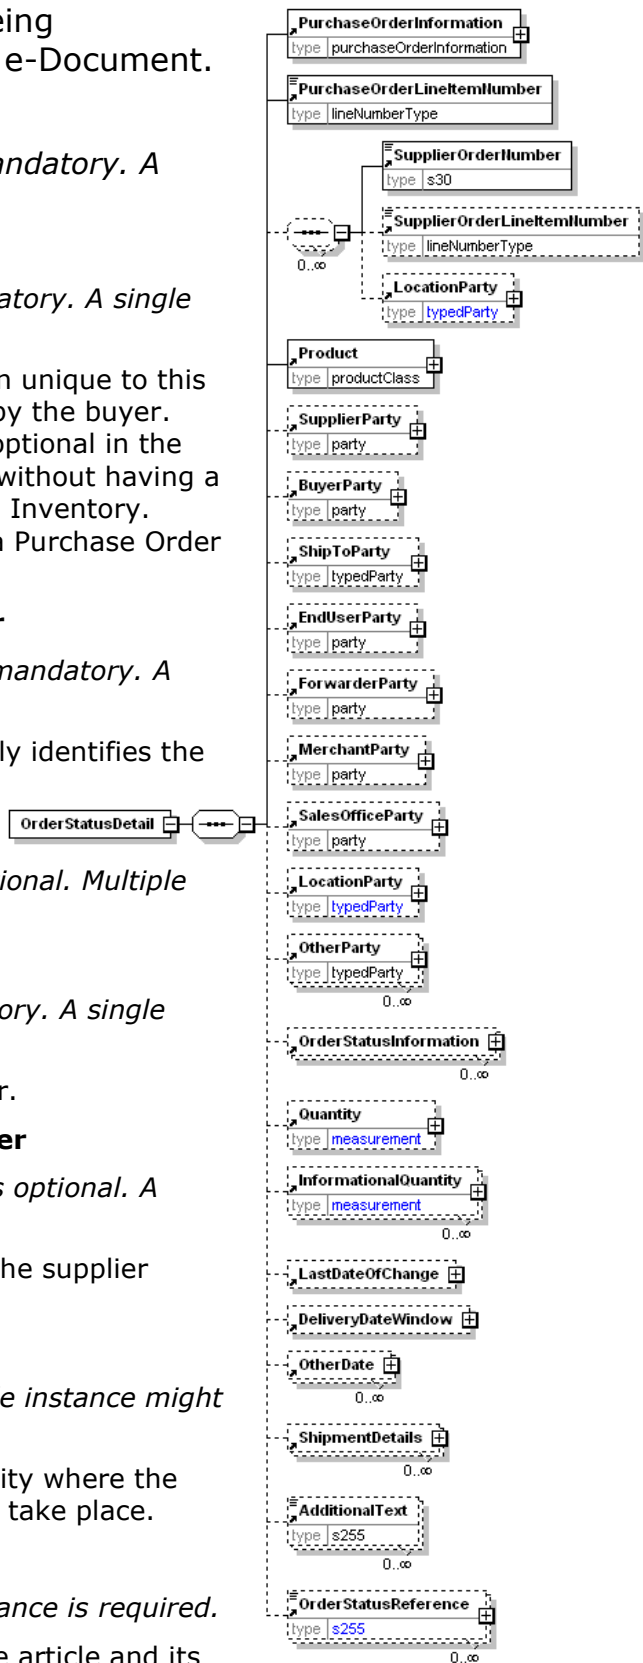 eing
e-Document.
andatory. A
atory. A single
n unique to this
by the buyer.
optional in the
without having a
Inventory.
Purchase Order
r
mandatory. A
ly identifies the
ional. Multiple
ory. A single
r.
er
s optional. A
he supplier
e instance might
ity where the
take place.
ance is required.
e article and its
OrderStatusDetail
PurchaseOrderInformation
type purchaseOrderInformation
PurchaseOrderLineItemNumber
type lineNumberType
0..∞
SupplierOrderNumber
type s30
SupplierOrderLineItemNumber
type lineNumberType
LocationParty
type typedParty
Product
type productClass
SupplierParty
type party
BuyerParty
type party
ShipToParty
type typedParty
EndUserParty
type party
ForwarderParty
type party
MerchantParty
type party
SalesOfficeParty
type party
LocationParty
type typedParty
OtherParty
type typedParty
0..∞
OrderStatusInformation
0..∞
Quantity
type measurement
InformationalQuantity
type measurement
0..∞
LastDateOfChange
DeliveryDateWindow
OtherDate
0..∞
ShipmentDetails
0..∞
AdditionalText
type s255
0..∞
OrderStatusReference
type s255
0..∞